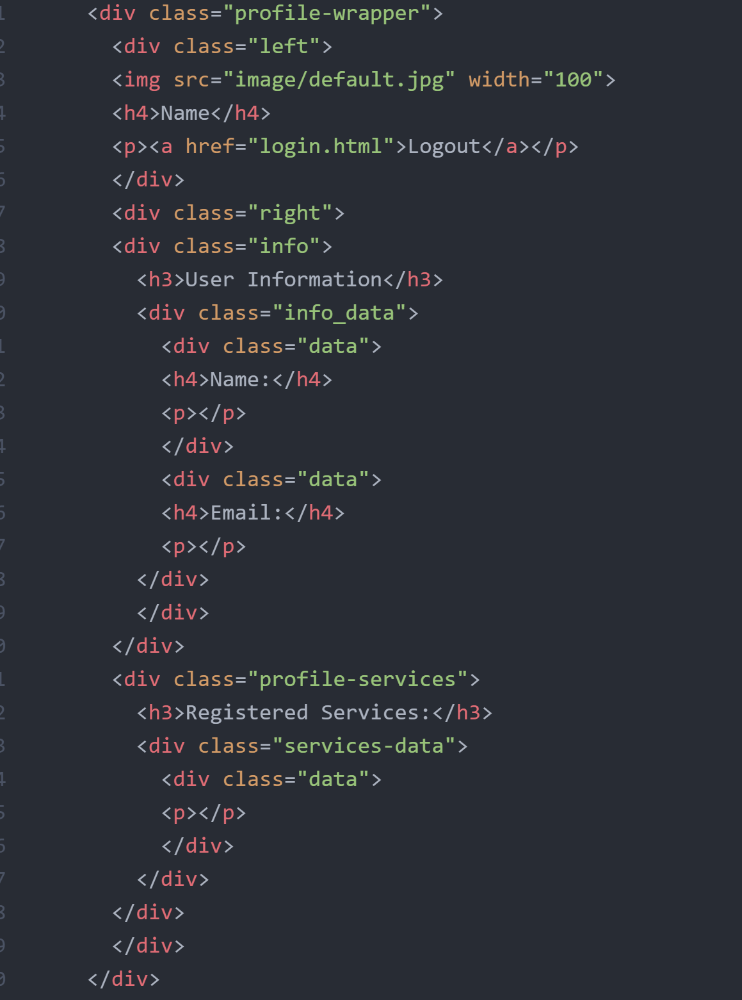 <div class="profile-wrapper">
<div class="left">
<img src="image/default.jpg" width="100">
<h4>Name</h4>
<p><a href="login.html">Logout</a></p>
</div>
<div class="right">
<div class="info">
<h3>User Information</h3>
<div class="info_data">
<div class="data">
<h4>Name:</h4>
<p></p>
</div>
<div class="data">
<h4>Email:</h4>
<p></p>
</div>
</div>
</div>
<div class="profile-services">
<h3>Registered Services:</h3>
<div class="services-data">
<div class="data">
<p></p>
</div>
</div>
</div>
</div>
</div>